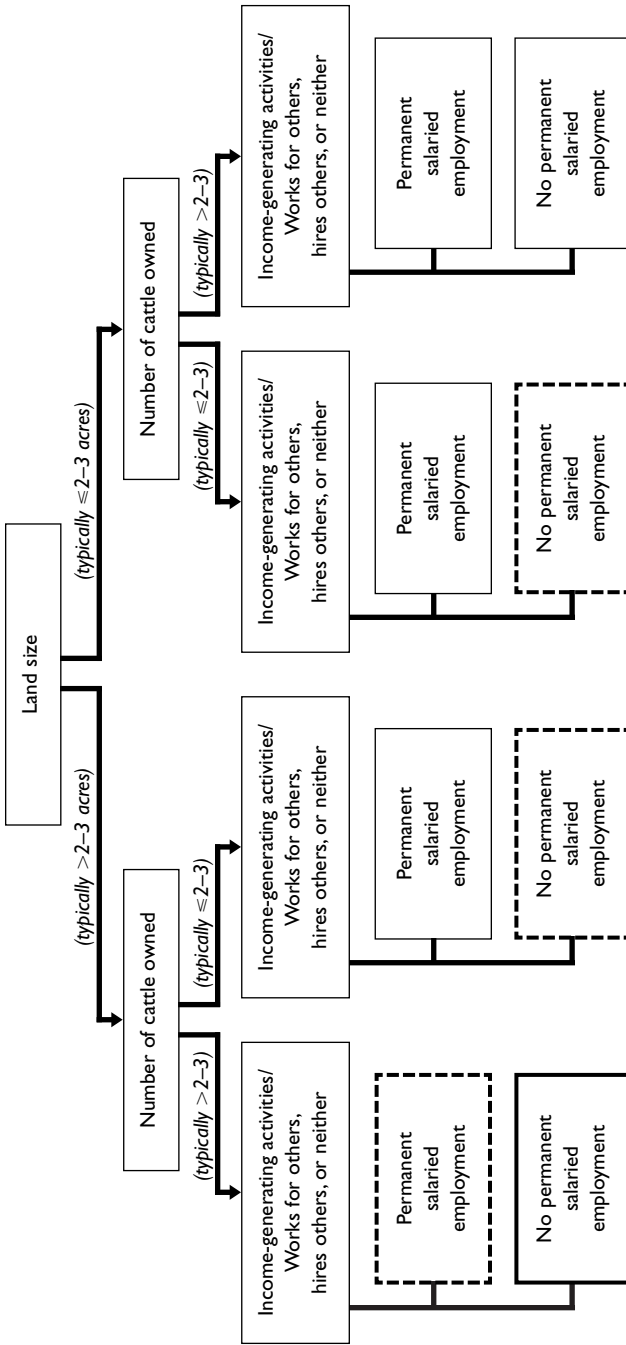 Land size
(typically >2–3 acres)
(typically ⩽2–3 acres)
Number of cattle owned
Number of cattle owned
(typically >2–3)
(typically ⩽2–3)
(typically ⩽2–3)
(typically >2–3)
Income-generating activities/
Works for others,
hires others, or neither
Income-generating activities/
Works for others,
hires others, or neither
Income-generating activities/
Works for others,
hires others, or neither
Income-generating activities/
Works for others,
hires others, or neither
Permanent
salaried
employment
Permanent
salaried
employment
Permanent
salaried
employment
Permanent
salaried
employment
No permanent
salaried
employment
No permanent
salaried
employment
No permanent
salaried
employment
No permanent
salaried
employment